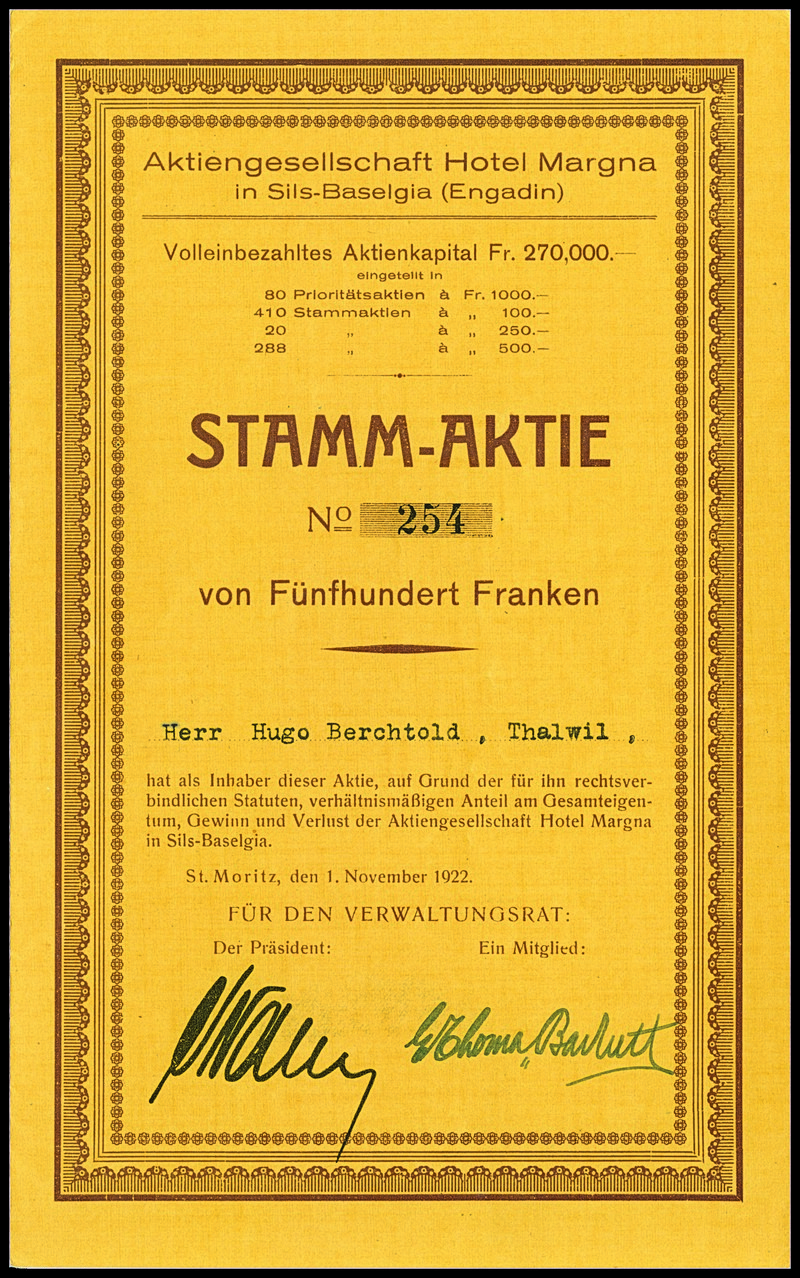 Aktiengesellschaft Hotel Margna
in Sils-Baselgia (Engadin)
Volleinbezahltes Aktienkapital Fr. 270,000.—
eingeteilt in
80 Prioritätsaktien à Fr. 1000.—
410 Stammaktien à „ 100.—
20 „ à „ 250.—
288 „ à „ 500.—
STAMM-AKTIE
No 254
von Fünfhundert Franken
Herr Hugo Berchtold , Thalwil ,
hat als Inhaber dieser Aktie, auf Grund der für ihn rechtsver-
bindlichen Statuten, verhältnismäßigen Anteil am Gesamteigen-
tum, Gewinn und Verlust der Aktiengesellschaft Hotel Margna
in Sils-Baselgia.
St. Moritz, den 1. November 1922.
FÜR DEN VERWALTUNGSRAT:
Der Präsident: Ein Mitglied:
Thoma